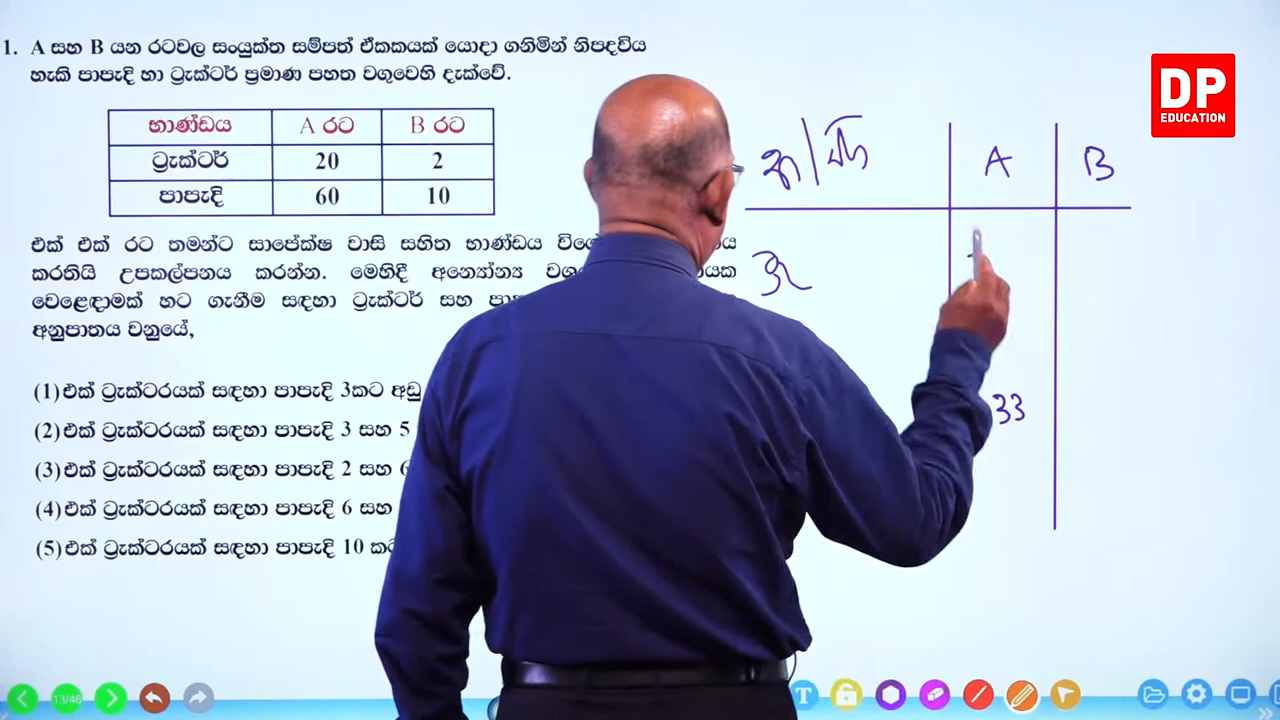 1. A සහ B යන රටවල සංයුක්ත සම්පත් ඒකකයක් යොදා ගනිමින් නිපදවිය
හැකි පාපැදි හා ට්‍රැක්ටර් ප්‍රමාණ පහත වගුවෙහි දැක්වේ.
DP
EDUCATION
භාණ්ඩය A රට B රට
ට්‍රැක්ටර් 20 2
පාපැදි 60 10
A B
එක් එක් රට තමන්ට සාපේක්ෂ වාසි සහිත භාණ්ඩය
කරතියි උපකල්පනය කරන්න. මෙහිදී අන්‍යෝන්‍ය
වෙළෙඳාමක් හට ගැනීම සඳහා ට්‍රැක්ටර් සහ
අනුපාතය වනුයේ,
(1) එක් ට්‍රැක්ටරයක් සඳහා පාපැදි 3කට අඩු
33
(2) එක් ට්‍රැක්ටරයක් සඳහා පාපැදි 3 සහ 5
(3) එක් ට්‍රැක්ටරයක් සඳහා පාපැදි 2 සහ
(4) එක් ට්‍රැක්ටරයක් සඳහා පාපැදි 6 සහ
(5) එක් ට්‍රැක්ටරයක් සඳහා පාපැදි 10
13/46